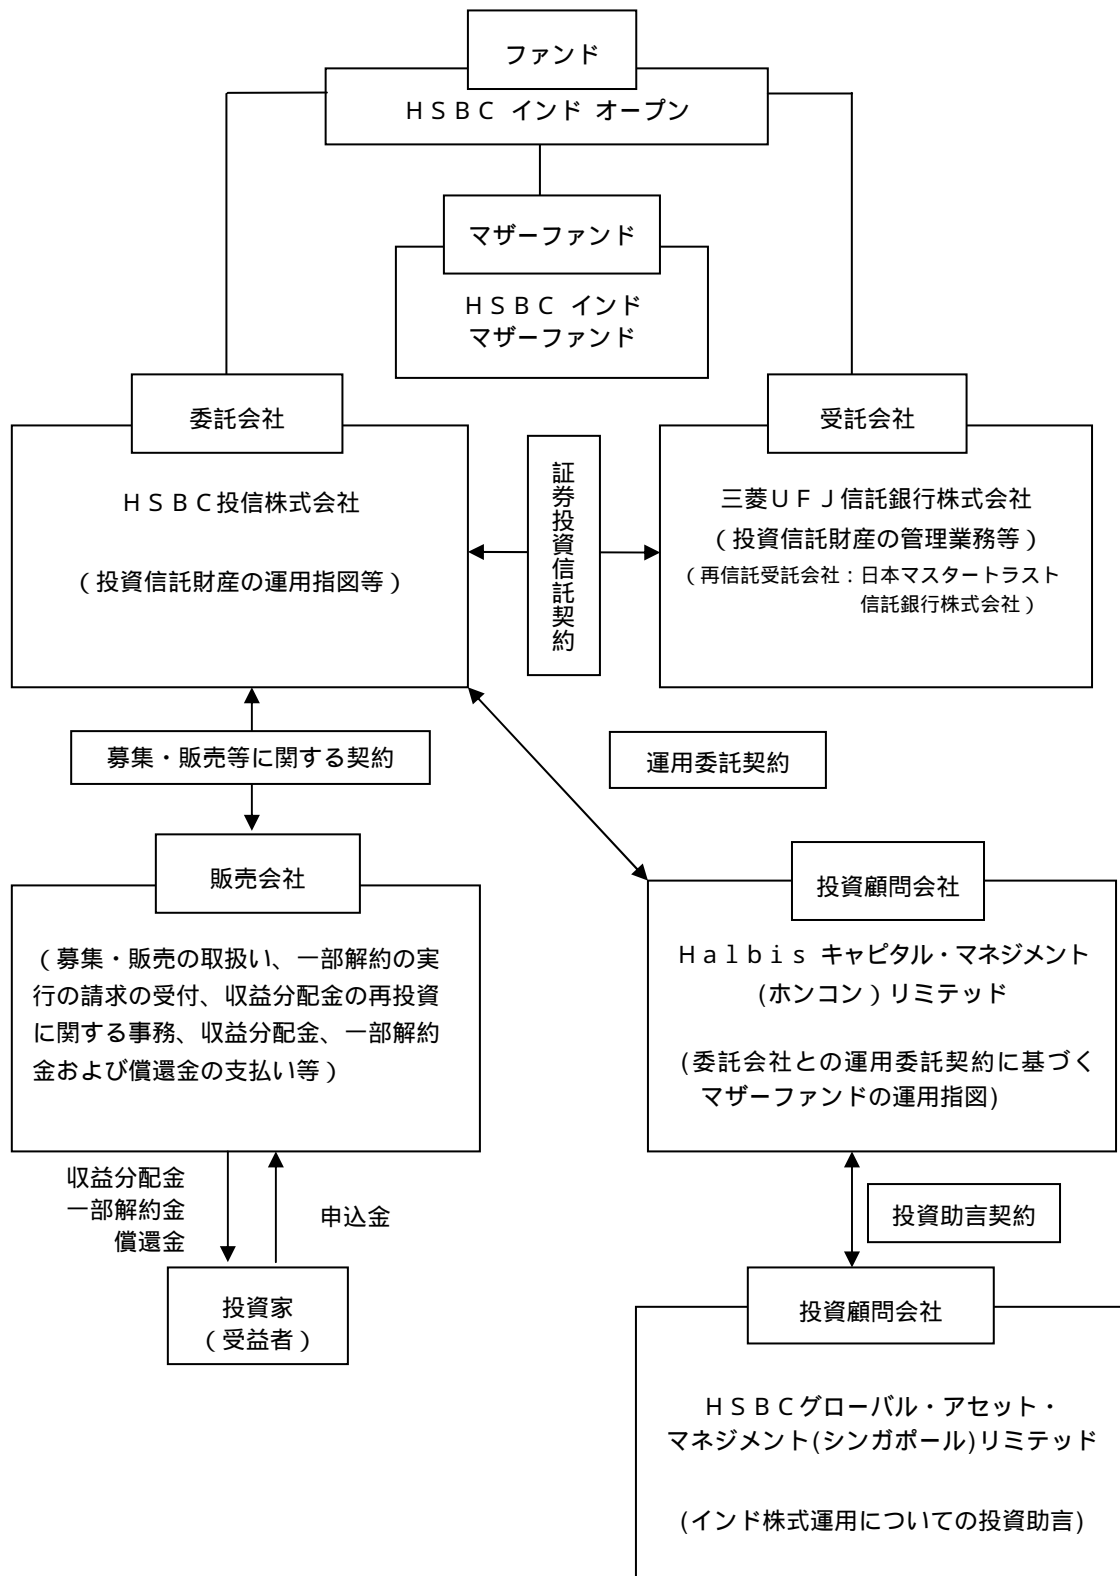 ファンド
ＨＳＢＣ インド オープン
マザーファンド
ＨＳＢＣ インド
マザーファンド
委託会社
ＨＳＢＣ投信株式会社
（投資信託財産の運用指図等）
証券投資信託契約
受託会社
三菱ＵＦＪ信託銀行株式会社
（投資信託財産の管理業務等）
（再信託受託会社：日本マスタートラスト
信託銀行株式会社）
募集・販売等に関する契約
運用委託契約
販売会社
（募集・販売の取扱い、一部解約の実
行の請求の受付、収益分配金の再投資
に関する事務、収益分配金、一部解約
金および償還金の支払い等）
投資顧問会社
Ｈａｌｂｉｓ キャピタル・マネジメント
(ホンコン）リミテッド
(委託会社との運用委託契約に基づく
マザーファンドの運用指図)
収益分配金
一部解約金
償還金
申込金
投資助言契約
投資家
（受益者）
投資顧問会社
ＨＳＢＣグローバル・アセット・
マネジメント(シンガポール)リミテッド
(インド株式運用についての投資助言)